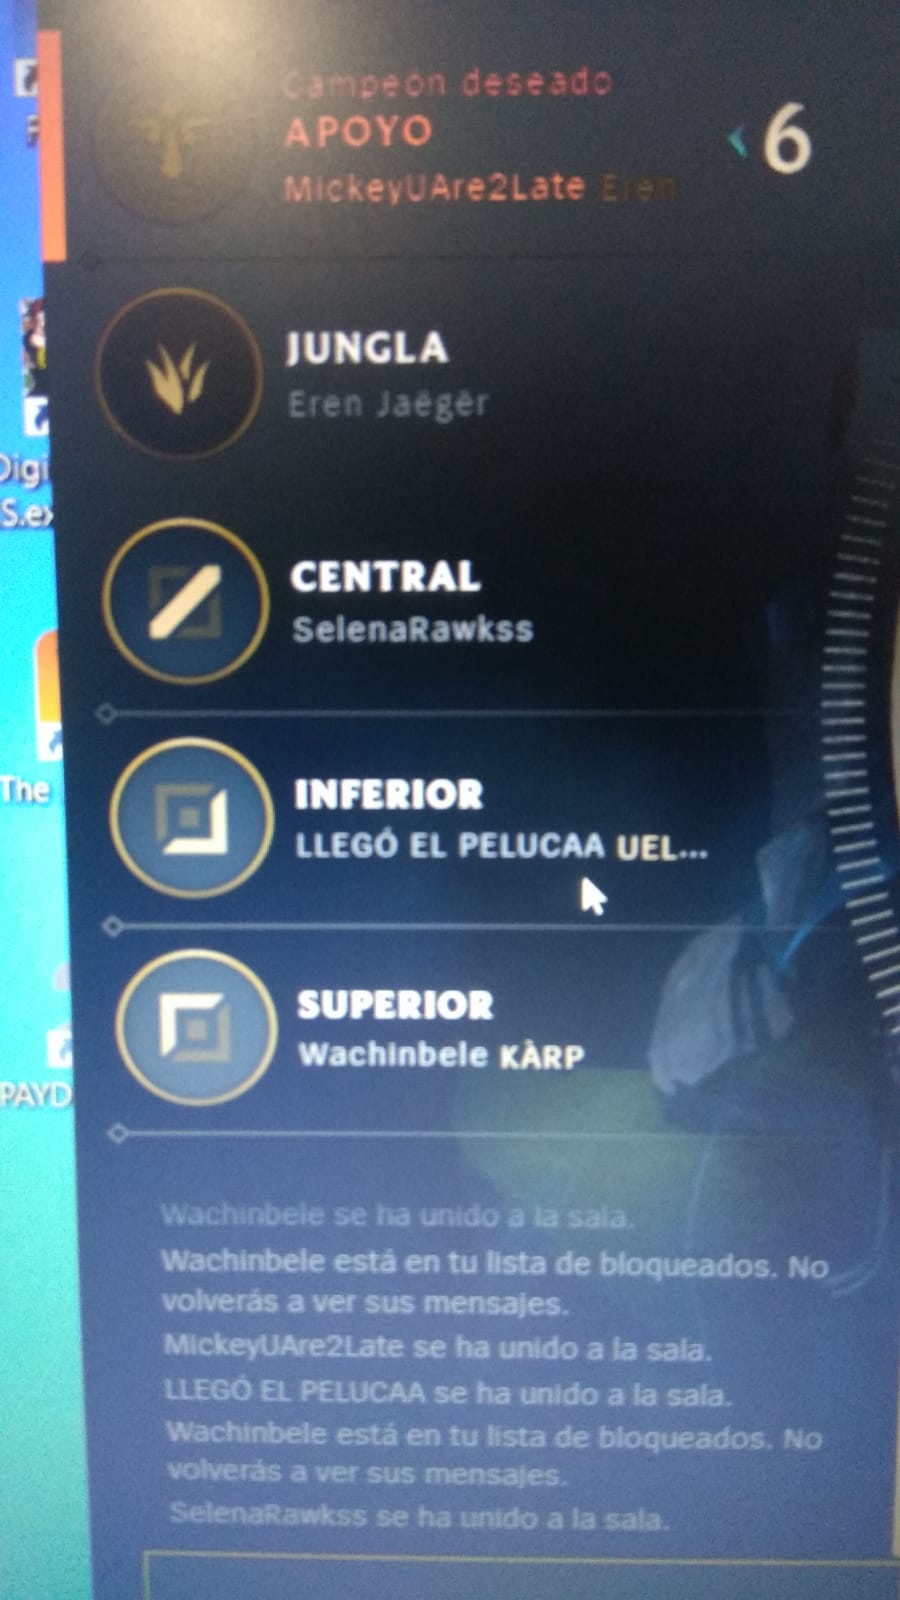 Campeón deseado
APOYO
6
MickeyUAre2Late Eren
JUNGLA
Eren Jaëgër
CENTRAL
SelenaRawkss
INFERIOR
LLEGÓ EL PELUCAA UEL...
SUPERIOR
Wachinbele KÀRP
Digi
S.ex
The
PAYD
Wachinbele se ha unido a la sala.
Wachinbele está en tu lista de bloqueados. No
volverás a ver sus mensajes.
MickeyUAre2Late se ha unido a la sala.
LLEGÓ EL PELUCAA se ha unido a la sala.
Wachinbele está en tu lista de bloqueados. No
volverás a ver sus mensajes.
SelenaRawkss se ha unido a la sala.